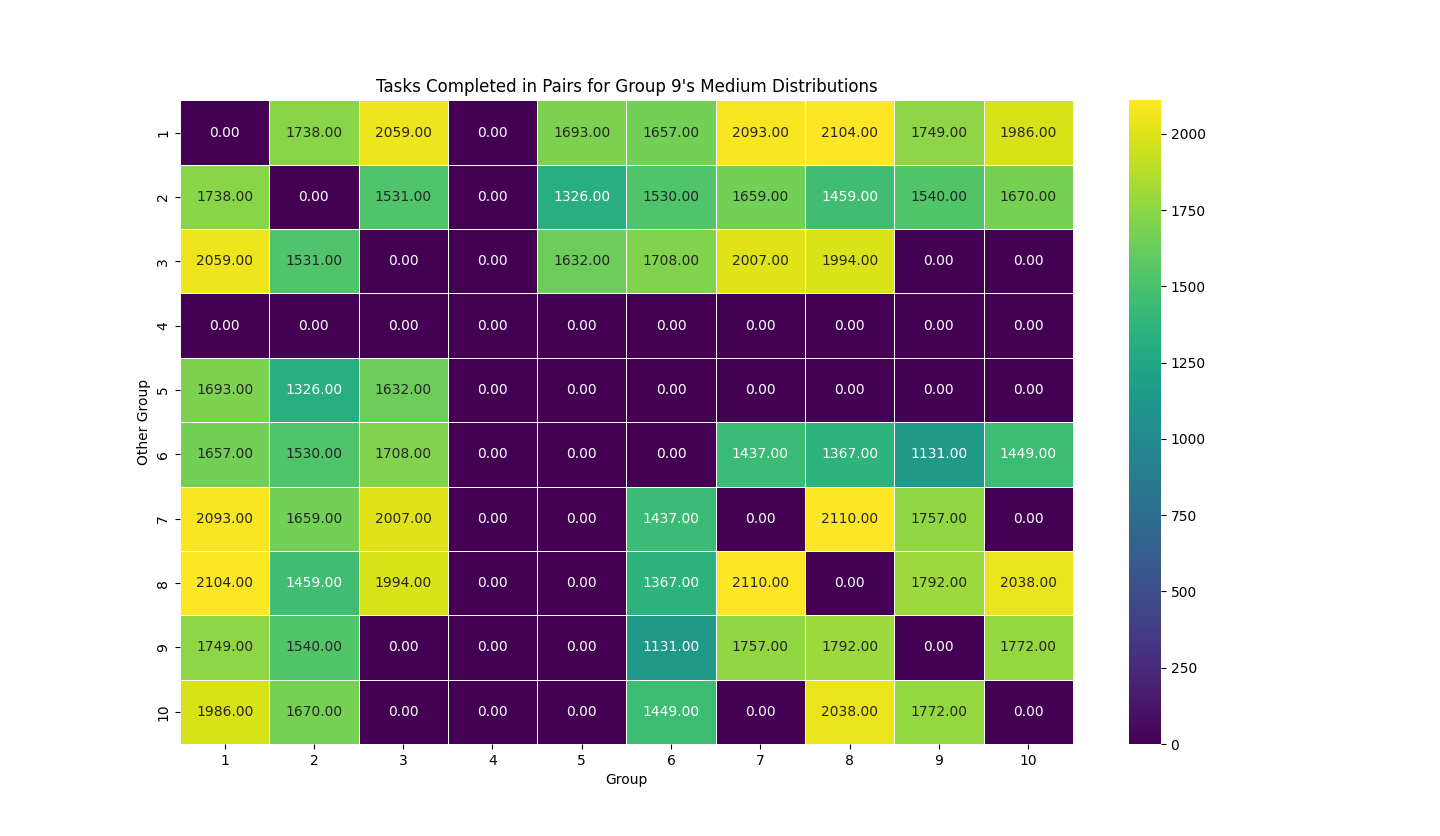 Tasks Completed in Pairs for Group 9's Medium Distributions
1 0.00 1738.00 2059.00 0.00 1693.00 1657.00 2093.00 2104.00 1749.00 1986.00
2 1738.00 0.00 1531.00 0.00 1326.00 1530.00 1659.00 1459.00 1540.00 1670.00
3 2059.00 1531.00 0.00 0.00 1632.00 1708.00 2007.00 1994.00 0.00 0.00
4 0.00 0.00 0.00 0.00 0.00 0.00 0.00 0.00 0.00 0.00
5 1693.00 1326.00 1632.00 0.00 0.00 0.00 0.00 0.00 0.00 0.00
6 1657.00 1530.00 1708.00 0.00 0.00 0.00 1437.00 1367.00 1131.00 1449.00
7 2093.00 1659.00 2007.00 0.00 0.00 1437.00 0.00 2110.00 1757.00 0.00
8 2104.00 1459.00 1994.00 0.00 0.00 1367.00 2110.00 0.00 1792.00 2038.00
9 1749.00 1540.00 0.00 0.00 0.00 1131.00 1757.00 1792.00 0.00 1772.00
10 1986.00 1670.00 0.00 0.00 0.00 1449.00 0.00 2038.00 1772.00 0.00
1 2 3 4 5 6 7 8 9 10
Group
Other Group
2000
1750
1500
1250
1000
750
500
250
0